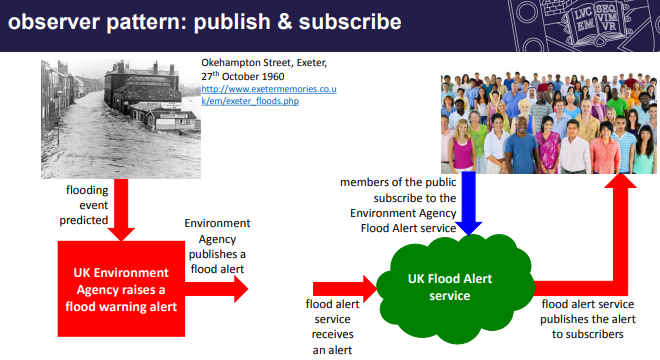 observer pattern: publish & subscribe
Okehampton Street, Exeter,
27th October 1960
http://www.exetermemories.co.u
k/em/exeter_floods.php
flooding
event
predicted
Environment
Agency
publishes a
flood alert
UK Environment
Agency raises a
flood warning alert
members of the public
subscribe to the
Environment Agency
Flood Alert service
UK Flood Alert
service
flood alert
service
receives
an alert
flood alert service
publishes the alert
to subscribers
LVC
EM
SEQ
VIM
VR